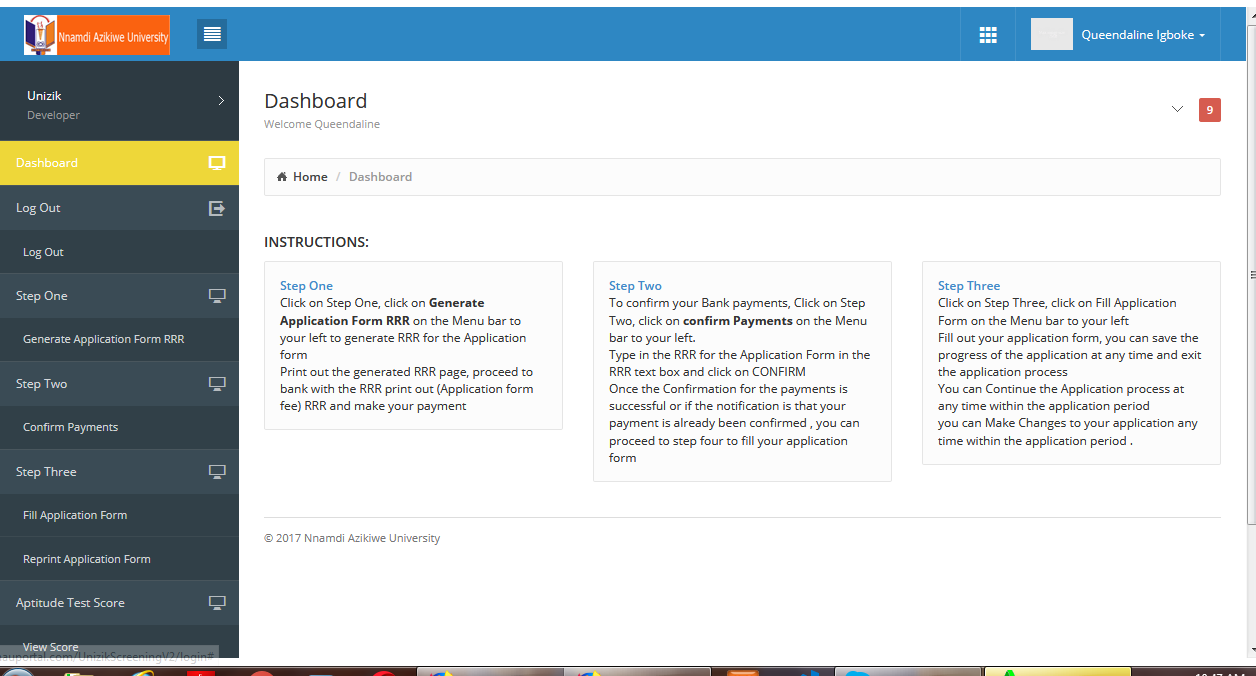 Nnamdi Azikiwe University
Queendaline Igboke
Unizik
Developer
Dashboard
Log Out
Log Out
Step One
Generate Application Form RRR
Step Two
Confirm Payments
Step Three
Fill Application Form
Reprint Application Form
Aptitude Test Score
View Score
Dashboard
Welcome Queendaline
9
Home / Dashboard
INSTRUCTIONS:
Step One
Click on Step One, click on Generate
Application Form RRR on the Menu bar to
your left to generate RRR for the Application
form
Print out the generated RRR page, proceed to
bank with the RRR print out (Application form
fee) RRR and make your payment
Step Two
To confirm your Bank payments, Click on Step
Two, click on confirm Payments on the Menu
bar to your left.
Type in the RRR for the Application Form in the
RRR text box and click on CONFIRM
Once the Confirmation for the payments is
successful or if the notification is that your
payment is already been confirmed , you can
proceed to step four to fill your application
form
Step Three
Click on Step Three, click on Fill Application
Form on the Menu bar to your left
Fill out your application form, you can save the
progress of the application at any time and exit
the application process
You can Continue the Application process at
any time within the application period
you can Make Changes to your application any
time within the application period .
© 2017 Nnamdi Azikiwe University